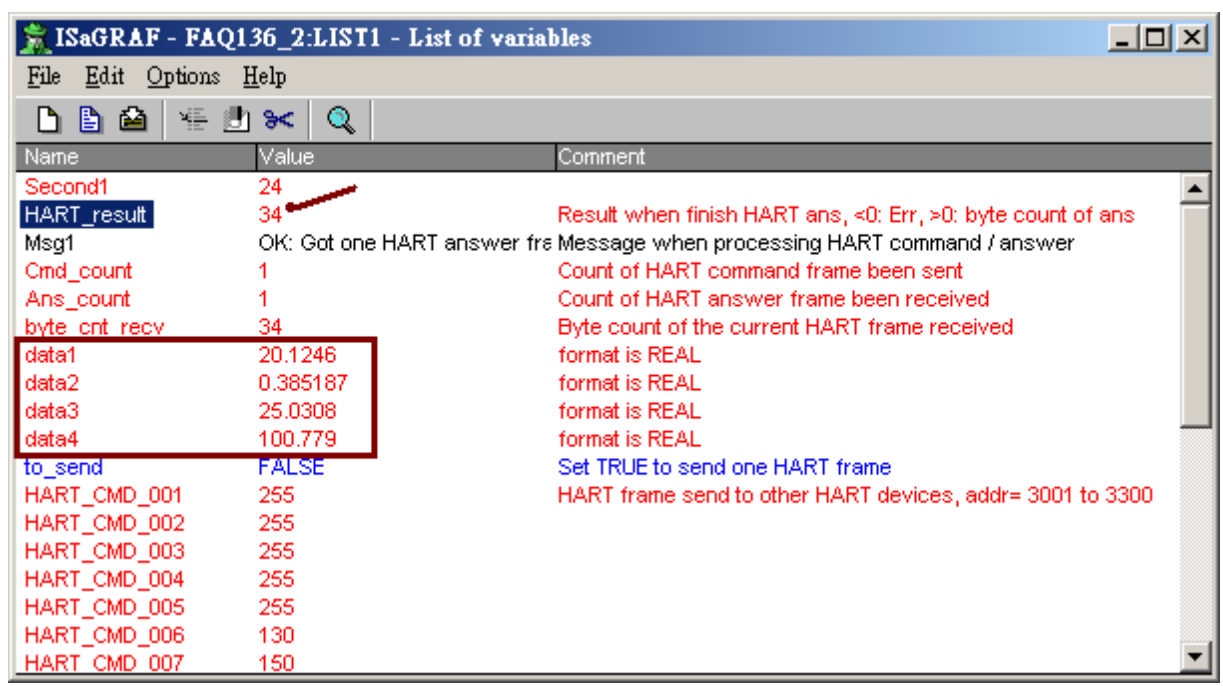 ISaGRAF - FAQ136_2:LIST1 - List of variables
File Edit Options Help
Name Value Comment
Second1 24
HART_result 34 Result when finish HART ans, <0: Err, >0: byte count of ans
Msg1 OK: Got one HART answer fra Message when processing HART command / answer
Cmd_count 1 Count of HART command frame been sent
Ans_count 1 Count of HART answer frame been received
byte_cnt_recv 34 Byte count of the current HART frame received
data1 20.1246 format is REAL
data2 0.385187 format is REAL
data3 25.0308 format is REAL
data4 100.779 format is REAL
to_send FALSE Set TRUE to send one HART frame
HART_CMD_001 255 HART frame send to other HART devices, addr= 3001 to 3300
HART_CMD_002 255
HART_CMD_003 255
HART_CMD_004 255
HART_CMD_005 255
HART_CMD_006 130
HART_CMD_007 150